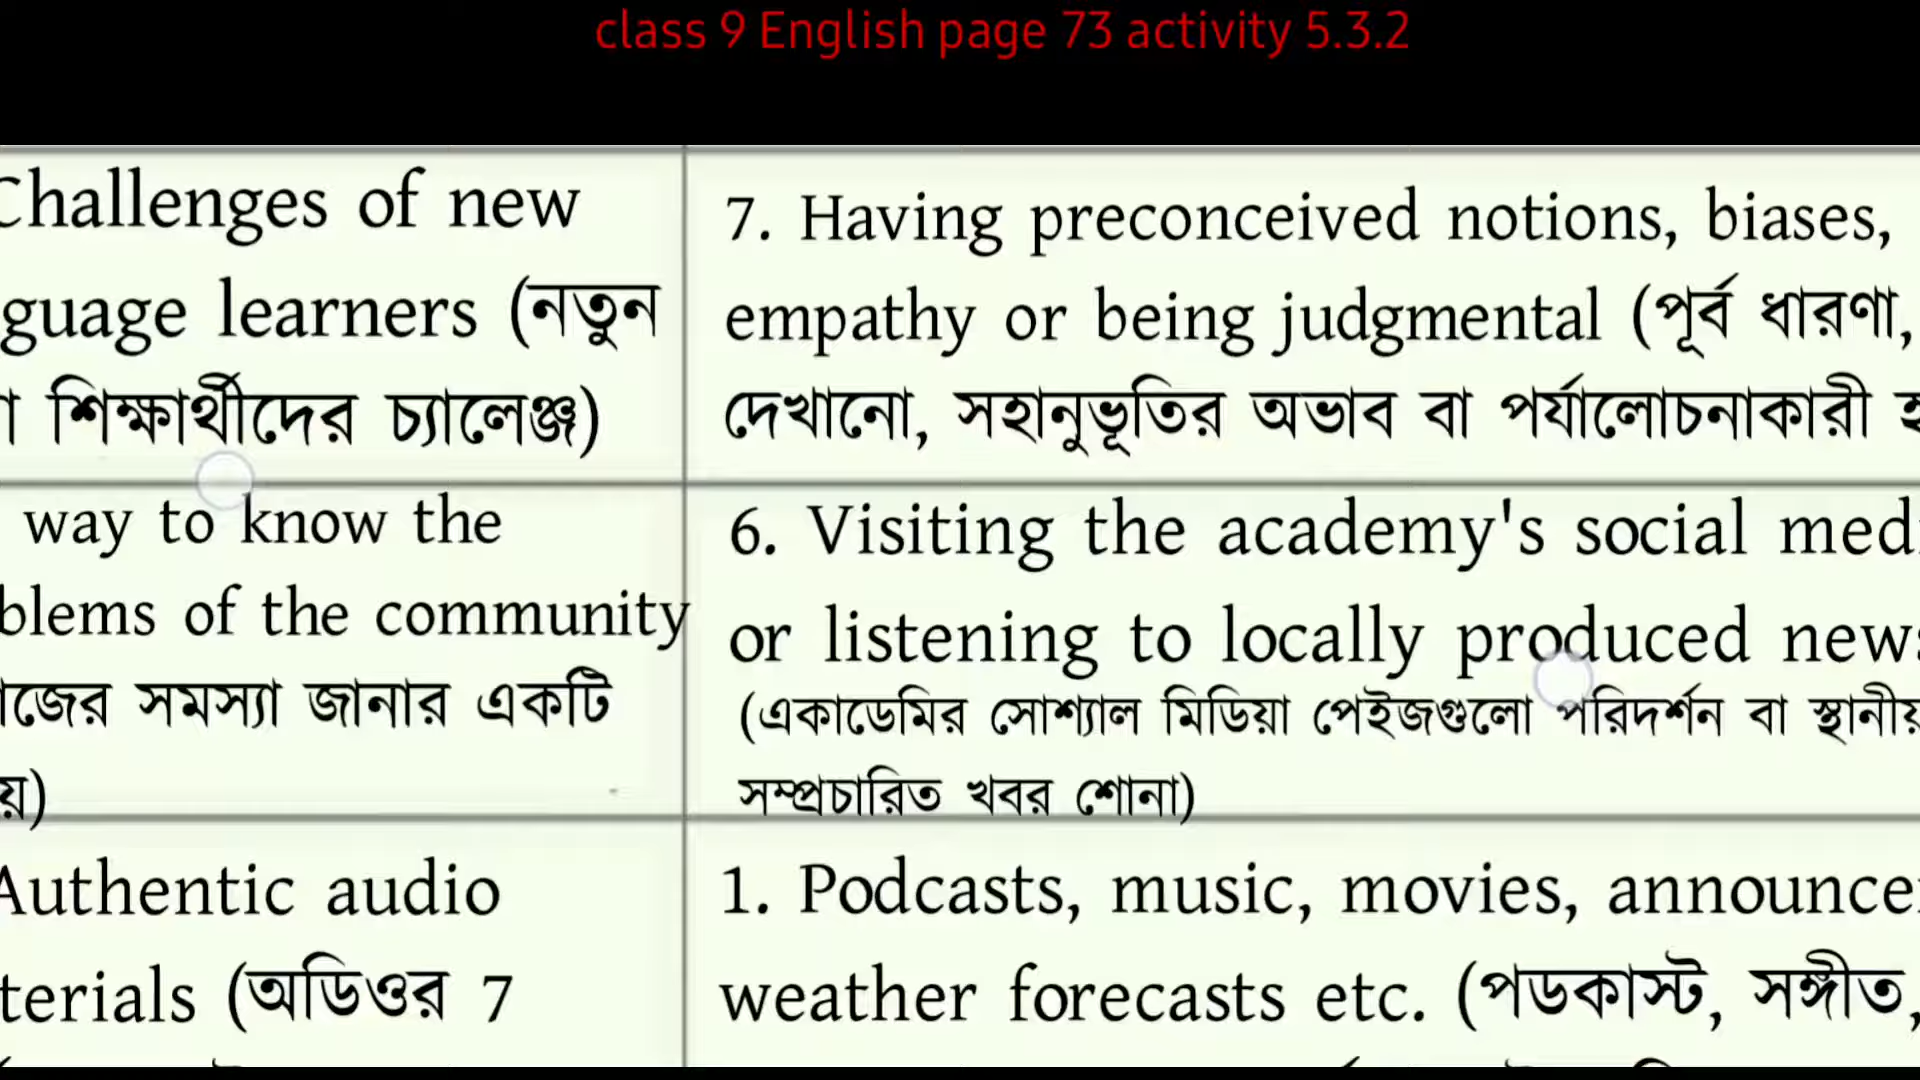 class 9 English page 73 activity 5.3.2
Challenges of new
guage learners (নতুন
শিক্ষার্থীদের চ্যালেঞ্জ)
7. Having preconceived notions, biases,
empathy or being judgmental (পূর্ব ধারণা,
দেখানো, সহানুভূতির অভাব বা পর্যালোচনাকারী
way to know the
blems of the community
জের সমস্যা জানার একটি
য়)
6. Visiting the academy's social medi
or listening to locally produced news
(একাডেমির সোশ্যাল মিডিয়া পেইজগুলো পরিদর্শন বা স্থানীয়
সম্প্রচারিত খবর শোনা)
Authentic audio
terials (অডিওর 7
1. Podcasts, music, movies, announce
weather forecasts etc. (পডকাস্ট, সঙ্গীত,